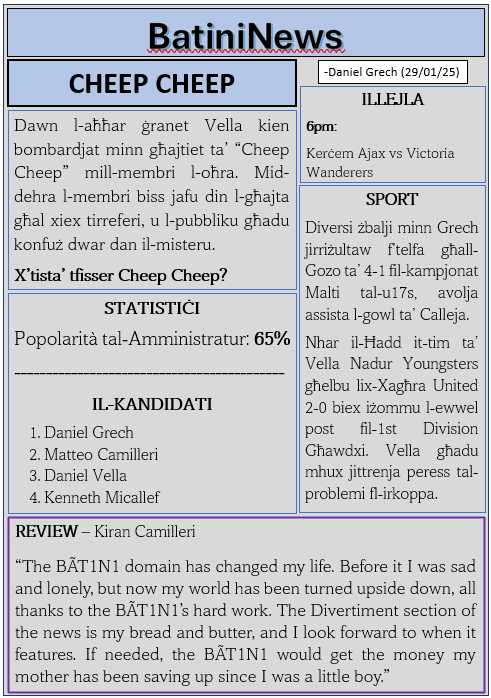 BatiniNews
CHEEP CHEEP
-Daniel Grech (29/01/25)
Dawn l-aħħar ġranet Vella kien
bombardjat minn għajtiet ta’ “Cheep
Cheep” mill-membri l-oħra. Mid-
dehra l-membri biss jafu din l-għajta
għal xiex tirreferi, u l-pubbliku għadu
konfuż dwar dan il-misteru.
X’tista’ tfisser Cheep Cheep?
STATISTIĊI
Popolarità tal-Amministratur: 65%
----------------------------------------
IL-KANDIDATI
1. Daniel Grech
2. Matteo Camilleri
3. Daniel Vella
4. Kenneth Micallef
ILLEJLA
6pm:
Kerċem Ajax vs Victoria
Wanderers
SPORT
Diversi żbalji minn Grech
jirriżultaw f’telfa għall-
Gozo ta’ 4-1 fil-kampjonat
Malti tal-u17s, avolja
assista l-gowl ta’ Calleja.
Nhar il-Ħadd it-tim ta’
Vella Nadur Youngsters
għelbu lix-Xagħra United
2-0 biex iżommu l-ewwel
post fil-1st Division
Għawdxi. Vella għadu
mhux jittrenja peress tal-
problemi fl-irkoppa.
REVIEW – Kiran Camilleri
“The BÃT1N1 domain has changed my life. Before it I was sad
and lonely, but now my world has been turned upside down, all
thanks to the BÃT1N1’s hard work. The Divertiment section of
the news is my bread and butter, and I look forward to when it
features. If needed, the BÃT1N1 would get the money my
mother has been saving up since I was a little boy.”